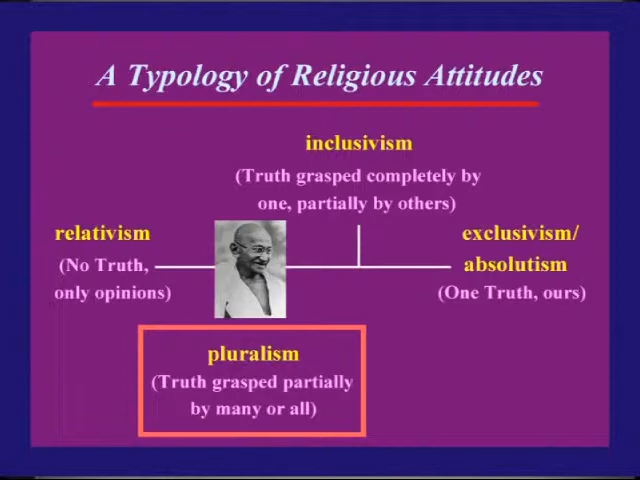 A Typology of Religious Attitudes
inclusivism
(Truth grasped completely by
one, partially by others)
relativism
(No Truth,
only opinions)
exclusivism/
absolutism
(One Truth, ours)
pluralism
(Truth grasped partially
by many or all)